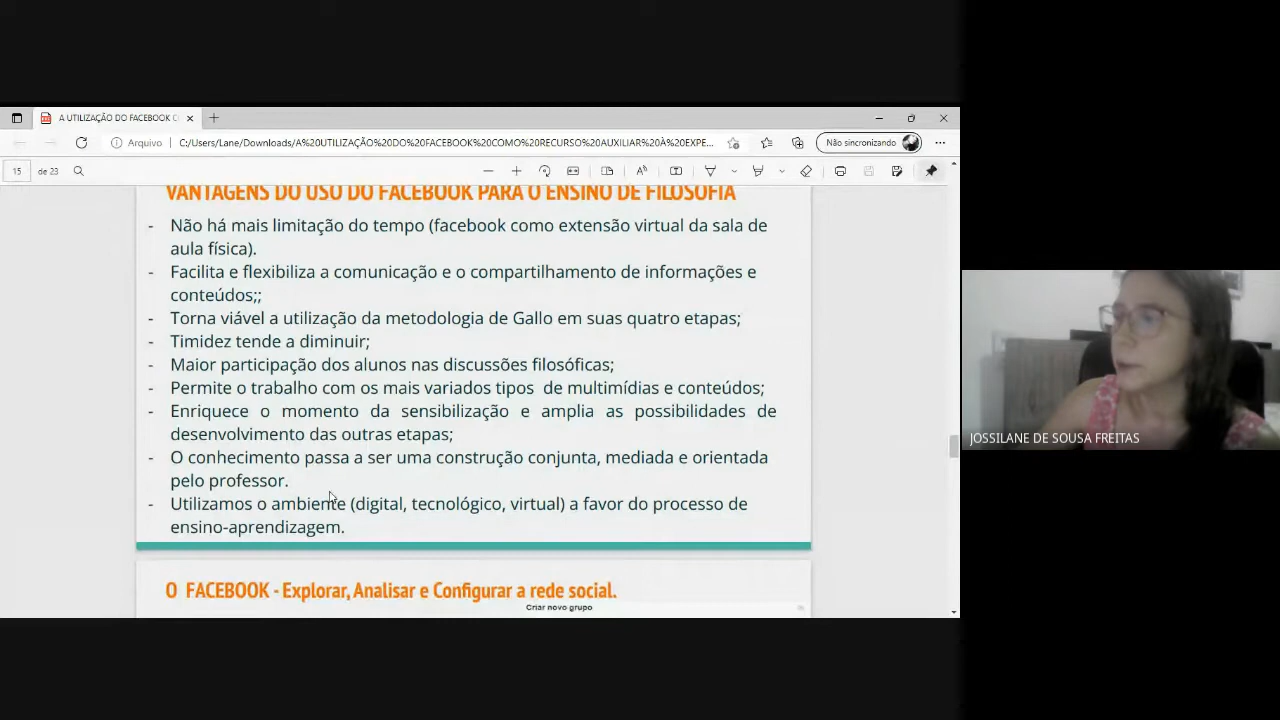 A UTILIZAÇÃO DO FACEBOOK C
Arquivo
C:/Users/Lane/Downloads/A%20UTILIZAÇÃO%20DO%20FACEBOOK%20COMO%20RECURSO%20AUXILIAR%20À%20EXPE...
Não sincronizando
15
de 23
VANTAGENS DO USO DO FACEBOOK PARA O ENSINO DE FILOSOFIA
- Não há mais limitação do tempo (facebook como extensão virtual da sala de
aula física).
- Facilita e flexibiliza a comunicação e o compartilhamento de informações e
conteúdos;;
- Torna viável a utilização da metodologia de Gallo em suas quatro etapas;
- Timidez tende a diminuir;
- Maior participação dos alunos nas discussões filosóficas;
- Permite o trabalho com os mais variados tipos de multimídias e conteúdos;
- Enriquece o momento da sensibilização e amplia as possibilidades de
desenvolvimento das outras etapas;
- O conhecimento passa a ser uma construção conjunta, mediada e orientada
pelo professor.
- Utilizamos o ambiente (digital, tecnológico, virtual) a favor do processo de
ensino-aprendizagem.
O FACEBOOK - Explorar, Analisar e Configurar a rede social.
Criar novo grupo
JOSSILANE DE SOUSA FREITAS